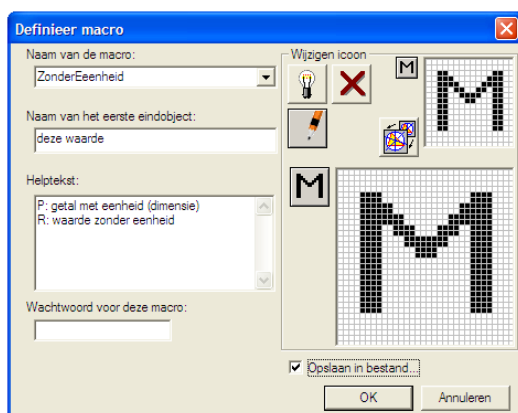 Definieer macro
Naam van de macro:
ZonderEeenheid
Naam van het eerste eindobject:
deze waarde
Helptekst:
P: getal met eenheid (dimensie)
R: waarde zonder eenheid
Wachtwoord voor deze macro:
Wijzigen icoon
M
M
Opslaan in bestand...
OK
Annuleren